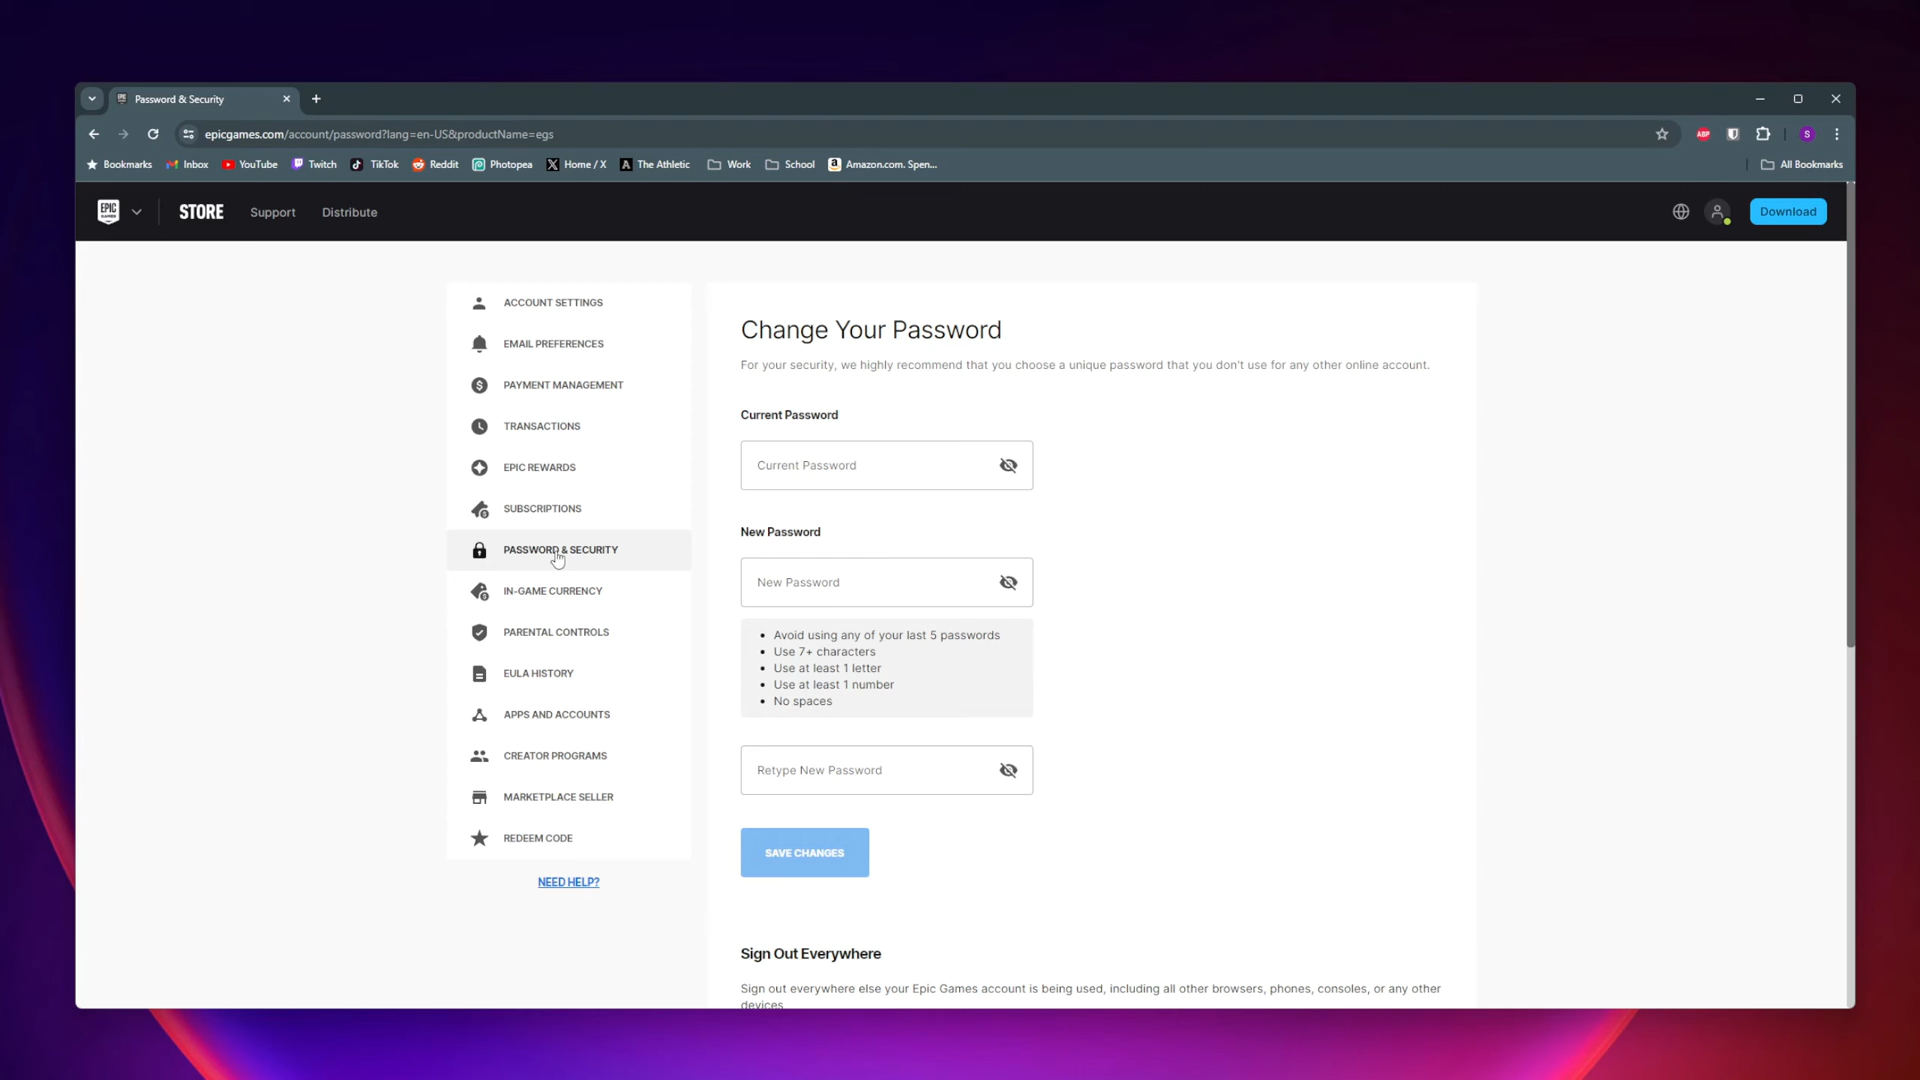 Password & Security
epicgames.com/account/password?lang=en-US&productName=egs
ABP
S
Bookmarks
Inbox
YouTube
Twitch
TikTok
Reddit
Photopea
Home / X
The Athletic
Work
School
Amazon.com. Spen...
All Bookmarks
EPIC GAMES
STORE
Support
Distribute
Download
ACCOUNT SETTINGS
EMAIL PREFERENCES
PAYMENT MANAGEMENT
TRANSACTIONS
EPIC REWARDS
SUBSCRIPTIONS
PASSWORD & SECURITY
IN-GAME CURRENCY
PARENTAL CONTROLS
EULA HISTORY
APPS AND ACCOUNTS
CREATOR PROGRAMS
MARKETPLACE SELLER
REDEEM CODE
NEED HELP?
Change Your Password
For your security, we highly recommend that you choose a unique password that you don't use for any other online account.
Current Password
Current Password
New Password
New Password
• Avoid using any of your last 5 passwords
• Use 7+ characters
• Use at least 1 letter
• Use at least 1 number
• No spaces
Retype New Password
SAVE CHANGES
Sign Out Everywhere
Sign out everywhere else your Epic Games account is being used, including all other browsers, phones, consoles, or any other
devices